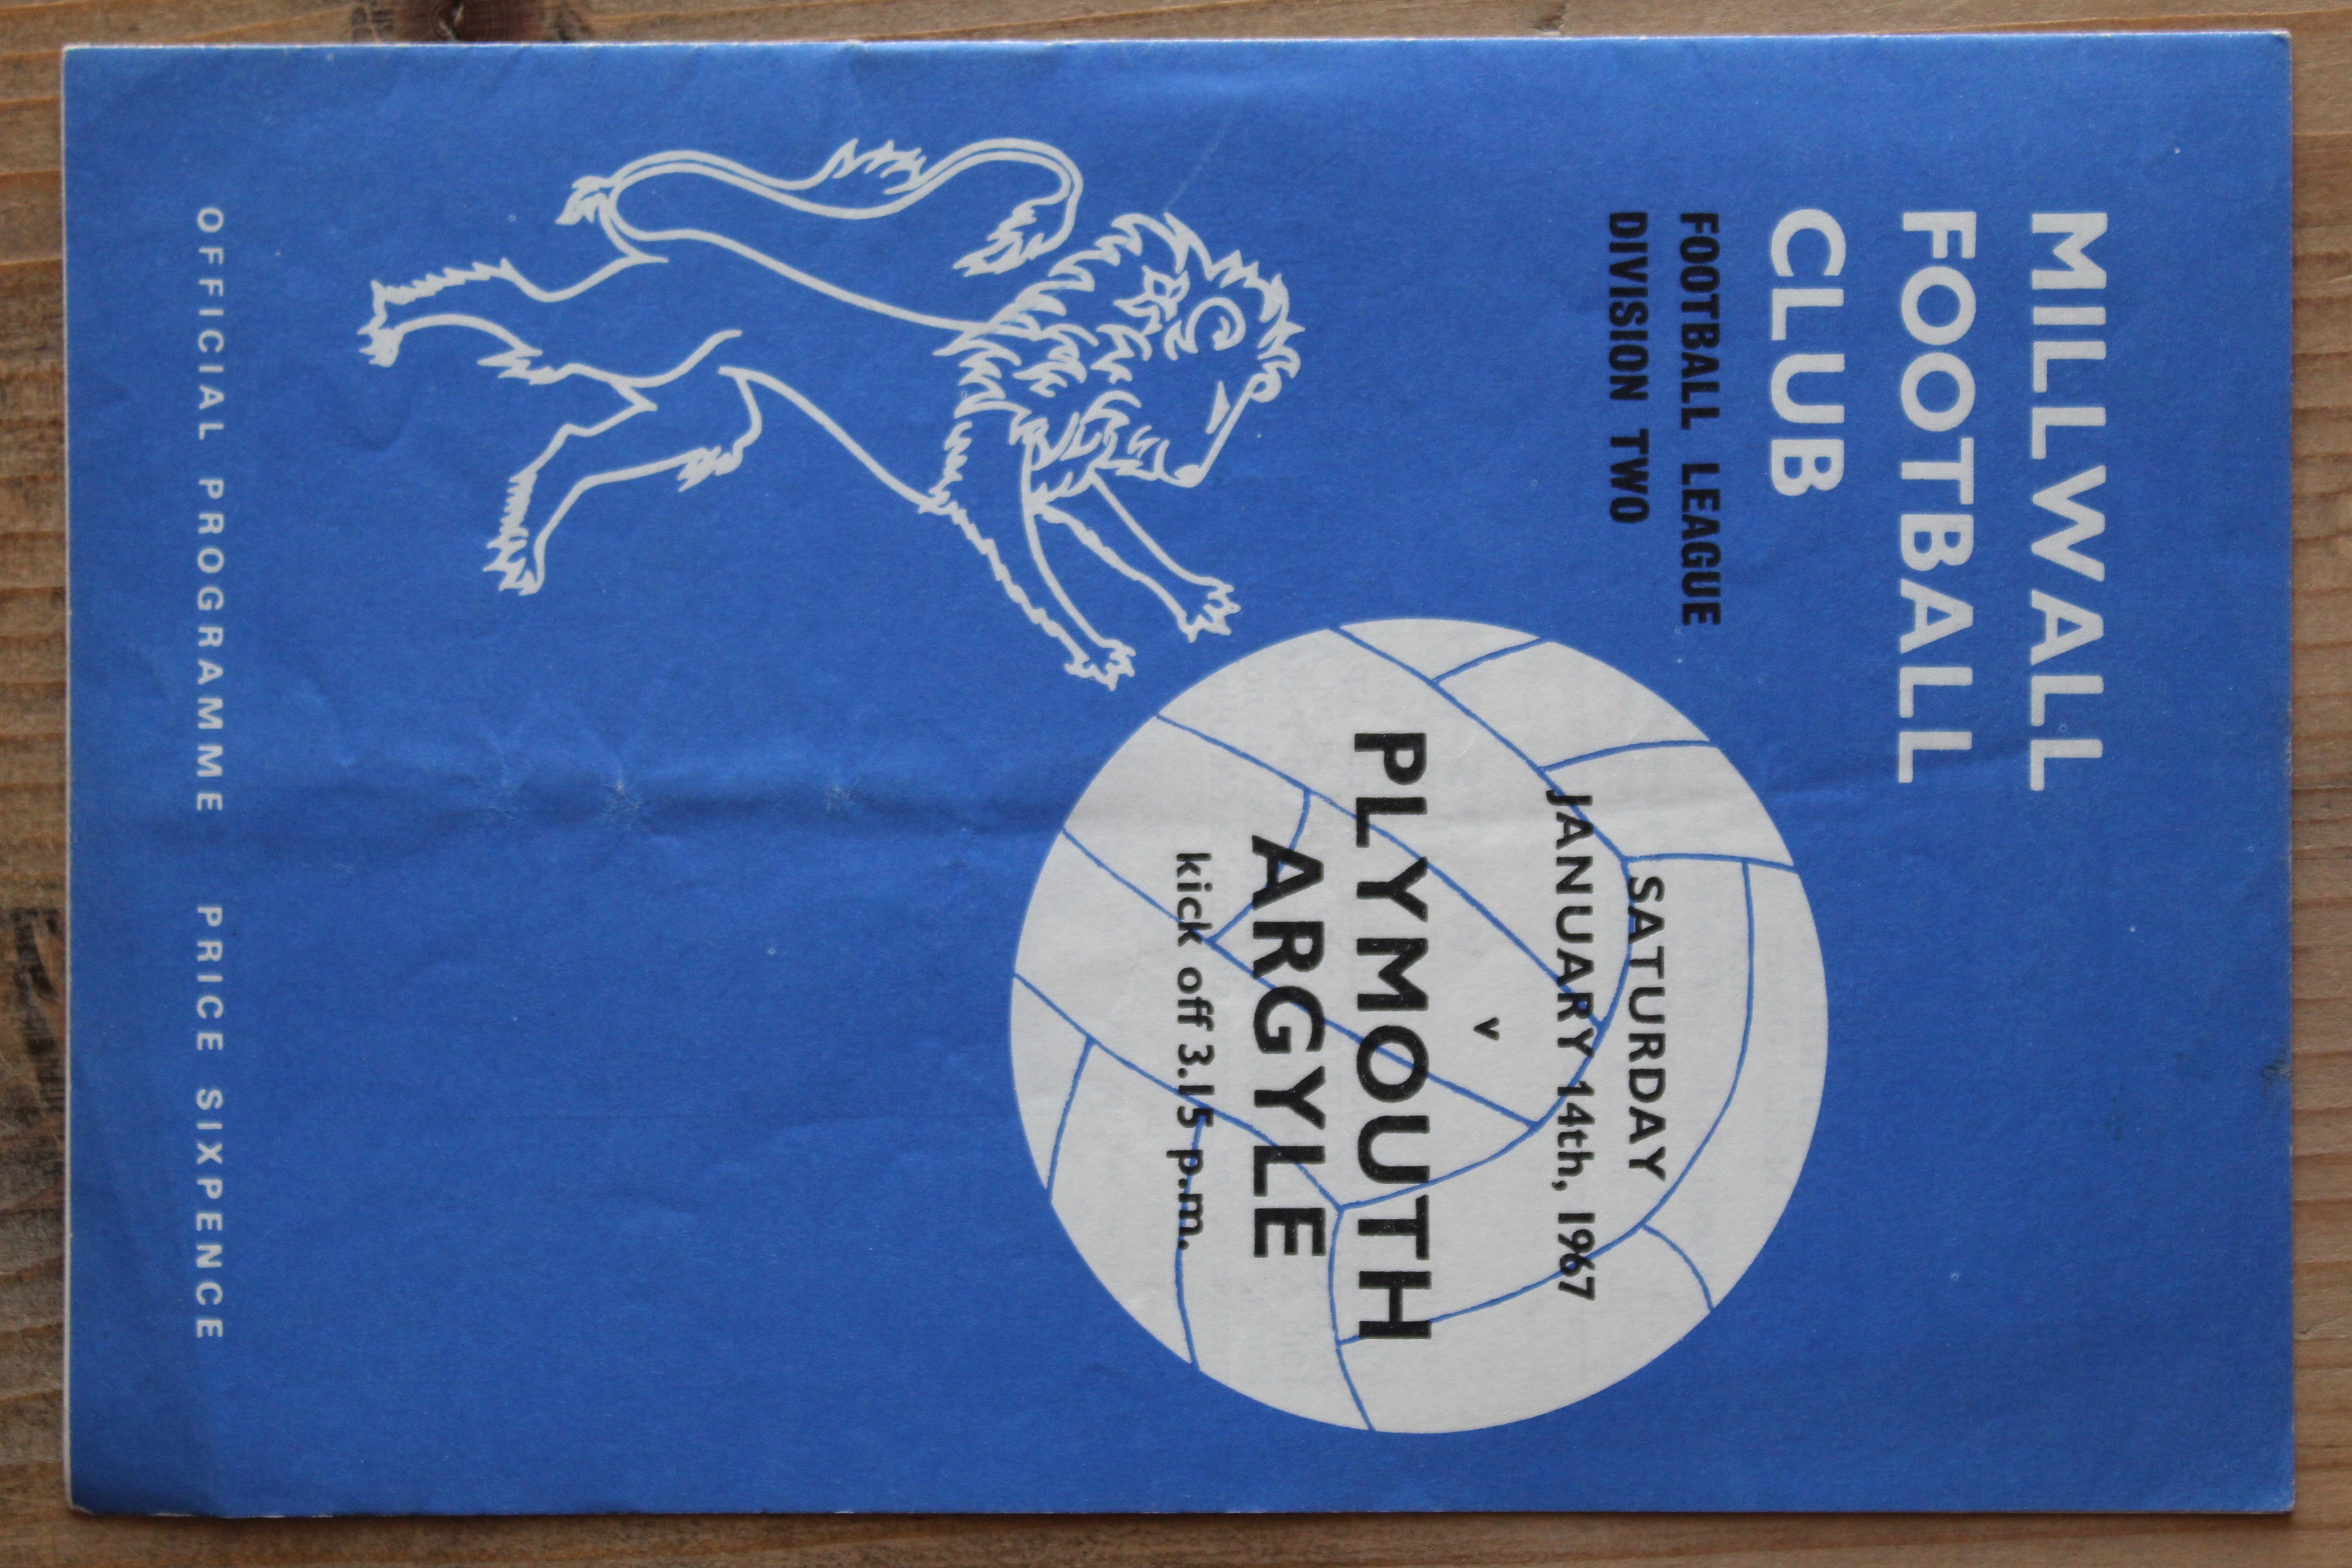 MILLWALL
FOOTBALL
CLUB
FOOTBALL LEAGUE
DIVISION TWO
SATURDAY
JANUARY 14th, 1967
v
PLYMOUTH
ARGYLE
kick off 3.15 p.m.
OFFICIAL PROGRAMME PRICE SIXPENCE